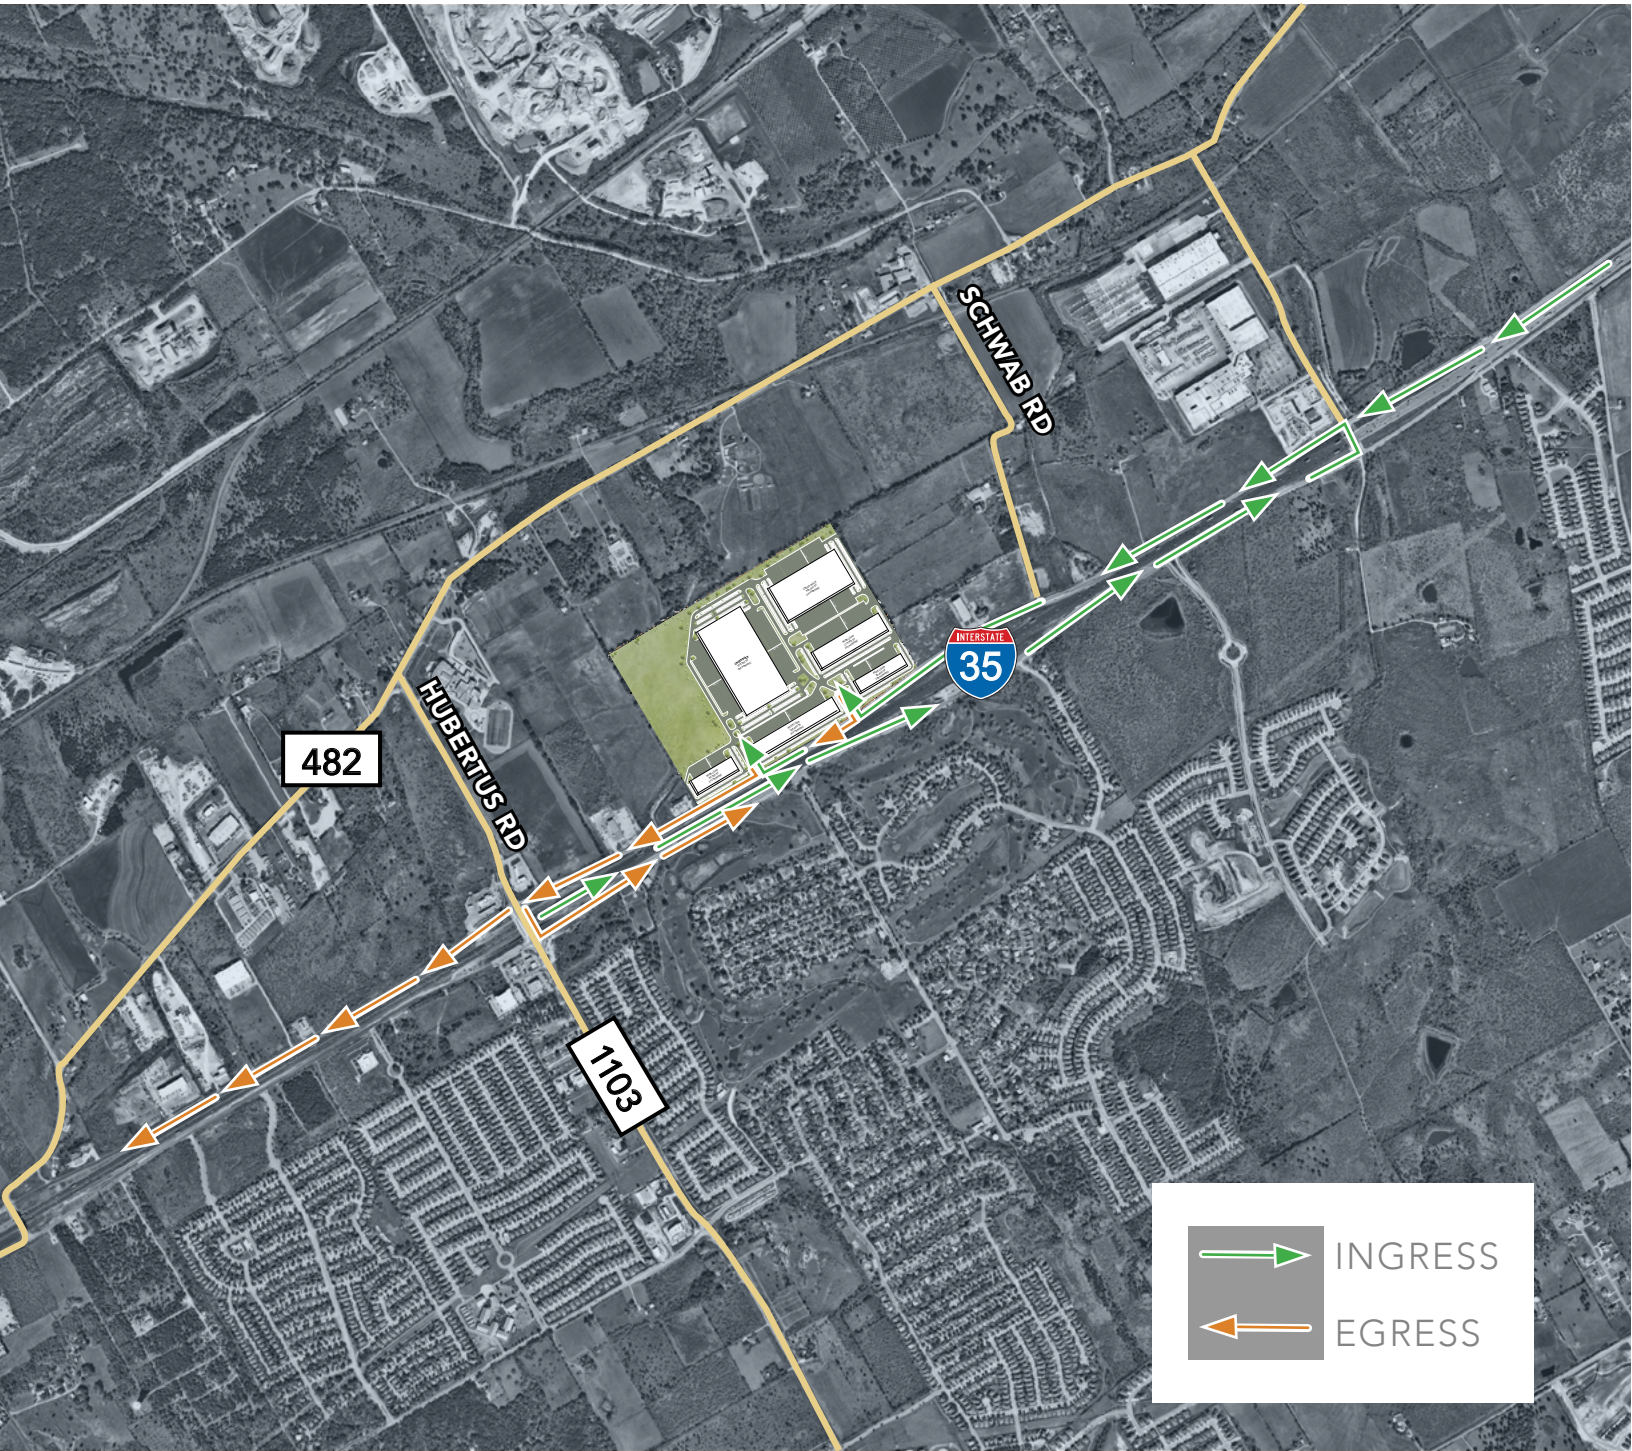 SCHWAB RD
INTERSTATE
35
HUBERTUS RD
482
1103
INGRESS
EGRESS